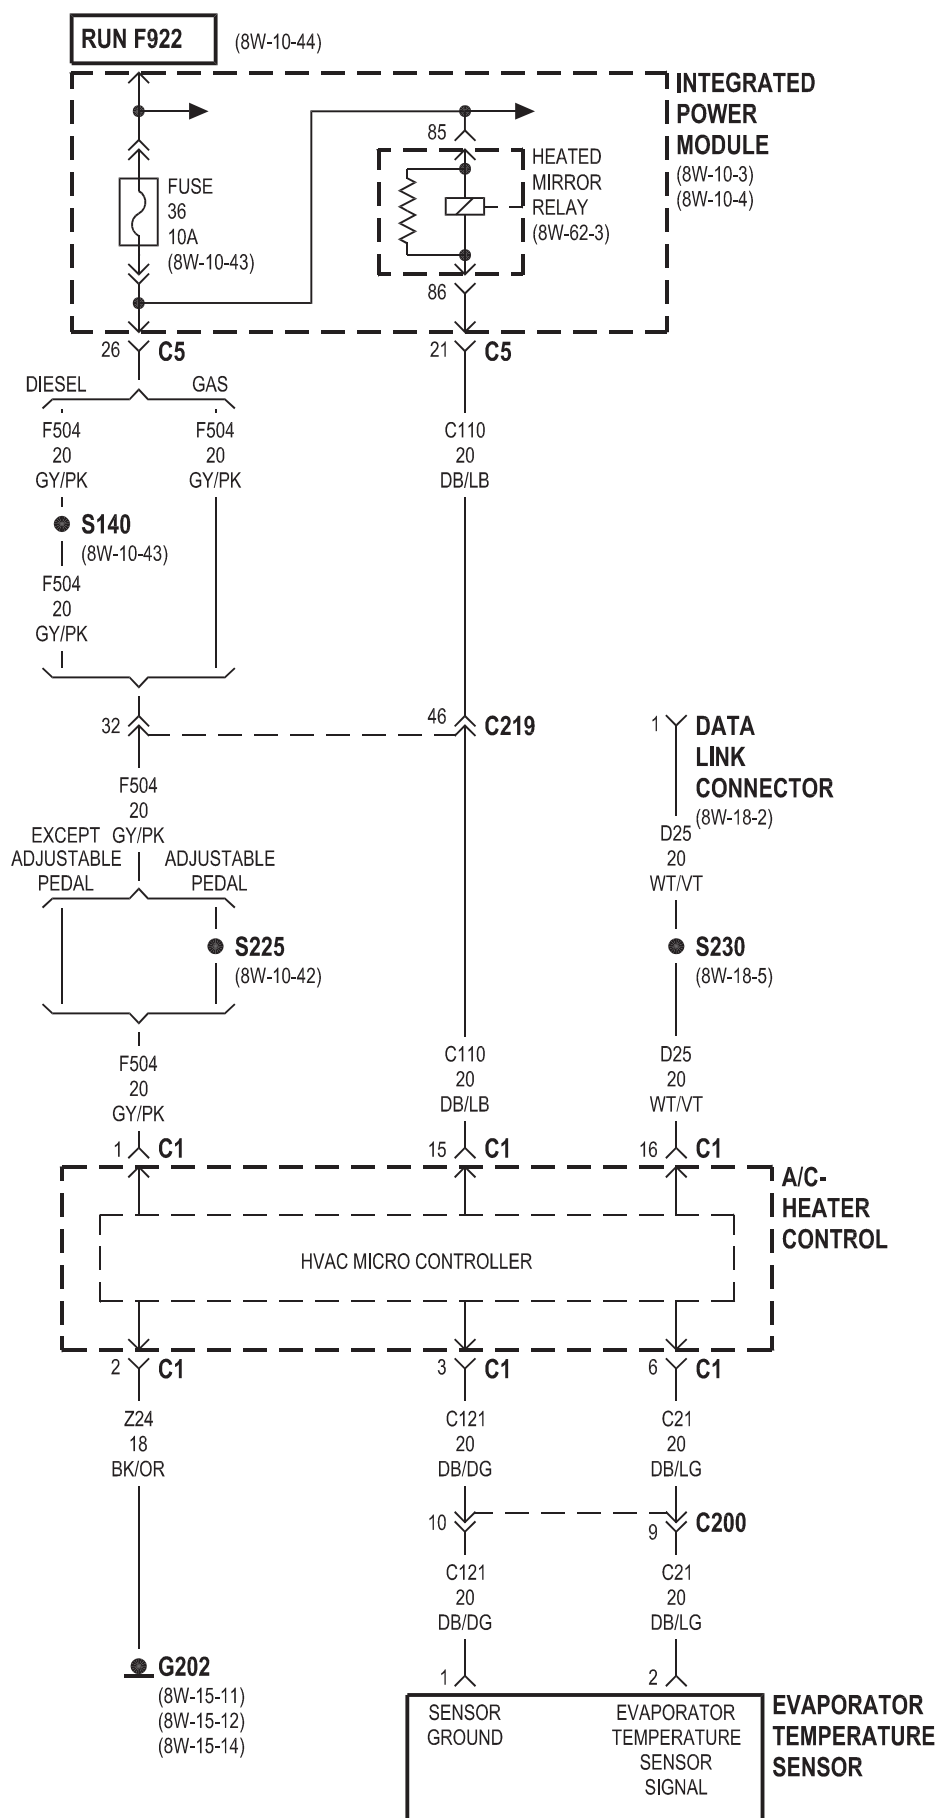 RUN F922
(8W-10-44)
INTEGRATED
POWER
MODULE
(8W-10-3)
(8W-10-4)
85
HEATED
MIRROR
RELAY
(8W-62-3)
FUSE
36
10A
(8W-10-43)
86
26
C5
21
C5
DIESEL
GAS
F504
20
GY/PK
F504
20
GY/PK
C110
20
DB/LB
S140
(8W-10-43)
F504
20
GY/PK
32
46
C219
1
DATA
LINK
CONNECTOR
(8W-18-2)
F504
20
GY/PK
D25
20
WT/VT
EXCEPT
ADJUSTABLE
PEDAL
ADJUSTABLE
PEDAL
S225
(8W-10-42)
S230
(8W-18-5)
F504
20
GY/PK
C110
20
DB/LB
D25
20
WT/VT
1
C1
15
C1
16
C1
A/C-
HEATER
CONTROL
HVAC MICRO CONTROLLER
2
C1
3
C1
6
C1
Z24
18
BK/OR
C121
20
DB/DG
C21
20
DB/LG
10
9
C200
C121
20
DB/DG
C21
20
DB/LG
G202
(8W-15-11)
(8W-15-12)
(8W-15-14)
1
2
SENSOR
GROUND
EVAPORATOR
TEMPERATURE
SENSOR
SIGNAL
EVAPORATOR
TEMPERATURE
SENSOR